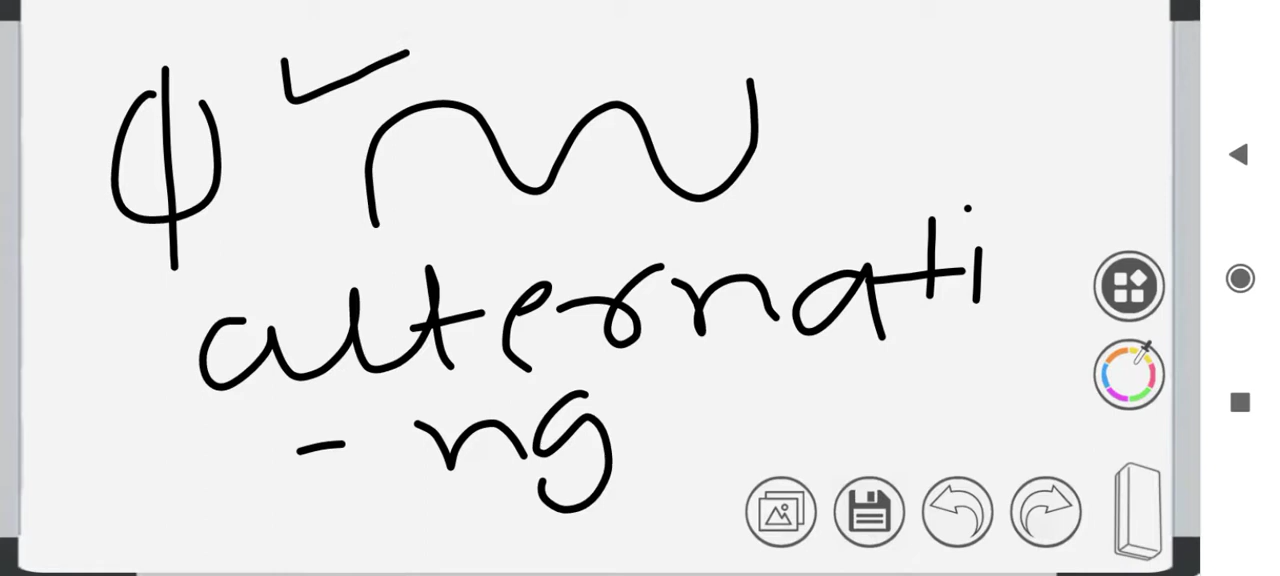 φ
alternati
- ng